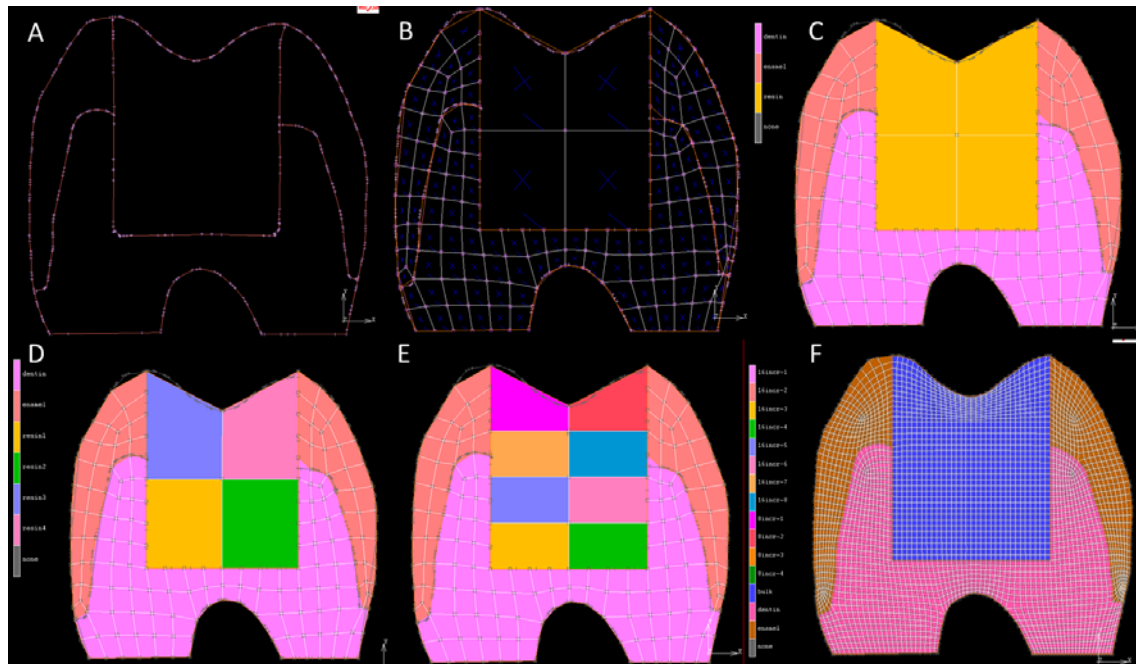 A
B
dentin
enamel
resin
none
C
D
dentin
enamel
resin1
resin2
resin3
resin4
none
E
16incr-1
16incr-2
16incr-3
16incr-4
16incr-5
16incr-6
16incr-7
16incr-8
8incr-1
8incr-2
8incr-3
8incr-4
bulk
dentin
enamel
none
F